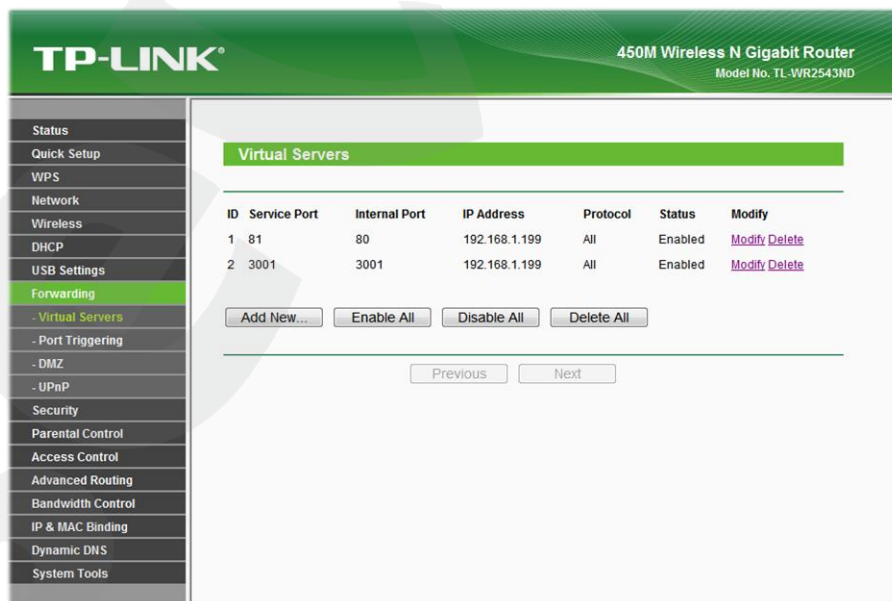 TP-LINK®
450M Wireless N Gigabit Router
Model No. TL-WR2543ND
Status
Quick Setup
WPS
Network
Wireless
DHCP
USB Settings
Forwarding
- Virtual Servers
- Port Triggering
- DMZ
- UPnP
Security
Parental Control
Access Control
Advanced Routing
Bandwidth Control
IP & MAC Binding
Dynamic DNS
System Tools
Virtual Servers
ID Service Port Internal Port IP Address Protocol Status Modify
1 81 80 192.168.1.199 All Enabled Modify Delete
2 3001 3001 192.168.1.199 All Enabled Modify Delete
Add New... Enable All Disable All Delete All
Previous Next